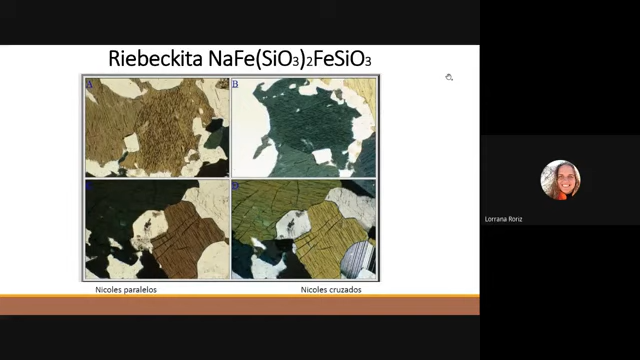 Riebeckita NaFe(SiO3)2FeSiO3
A
B
D
Nicoles paralelos
Nicoles cruzados
Lorrana Roriz